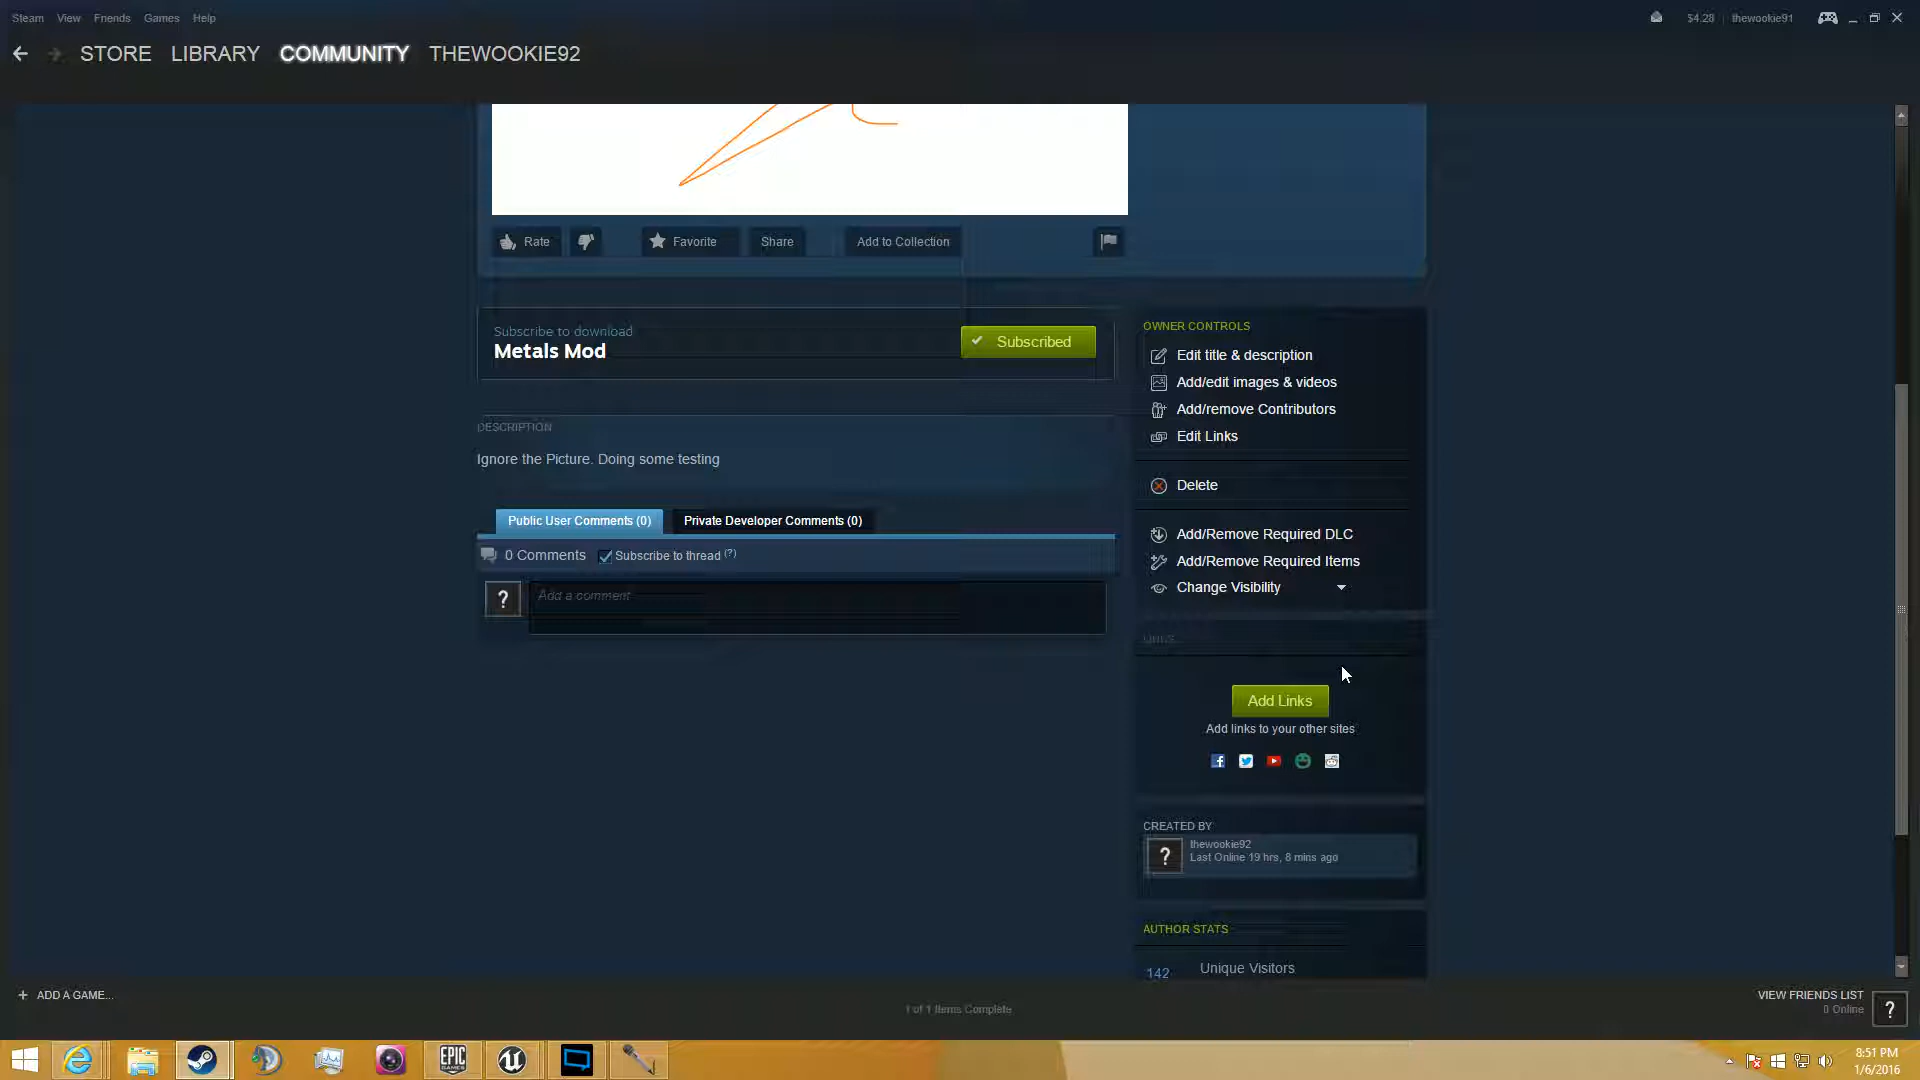 Steam View Friends Games Help
$4.28 thewookie91
STORE LIBRARY COMMUNITY THEWOOKIE92
Rate Favorite Share Add to Collection
Subscribe to download
Metals Mod
Subscribed
DESCRIPTION
Ignore the Picture. Doing some testing
Public User Comments (0) Private Developer Comments (0)
0 Comments Subscribe to thread (?)
Add a comment
OWNER CONTROLS
Edit title & description
Add/edit images & videos
Add/remove Contributors
Edit Links
Delete
Add/Remove Required DLC
Add/Remove Required Items
Change Visibility
LINKS
Add Links
Add links to your other sites
CREATED BY
thewookie92
Last Online 19 hrs, 8 mins ago
AUTHOR STATS
142 Unique Visitors
+ ADD A GAME...
1 of 1 Items Complete
VIEW FRIENDS LIST
0 Online
EPIC GAMES
8:51 PM
1/6/2016